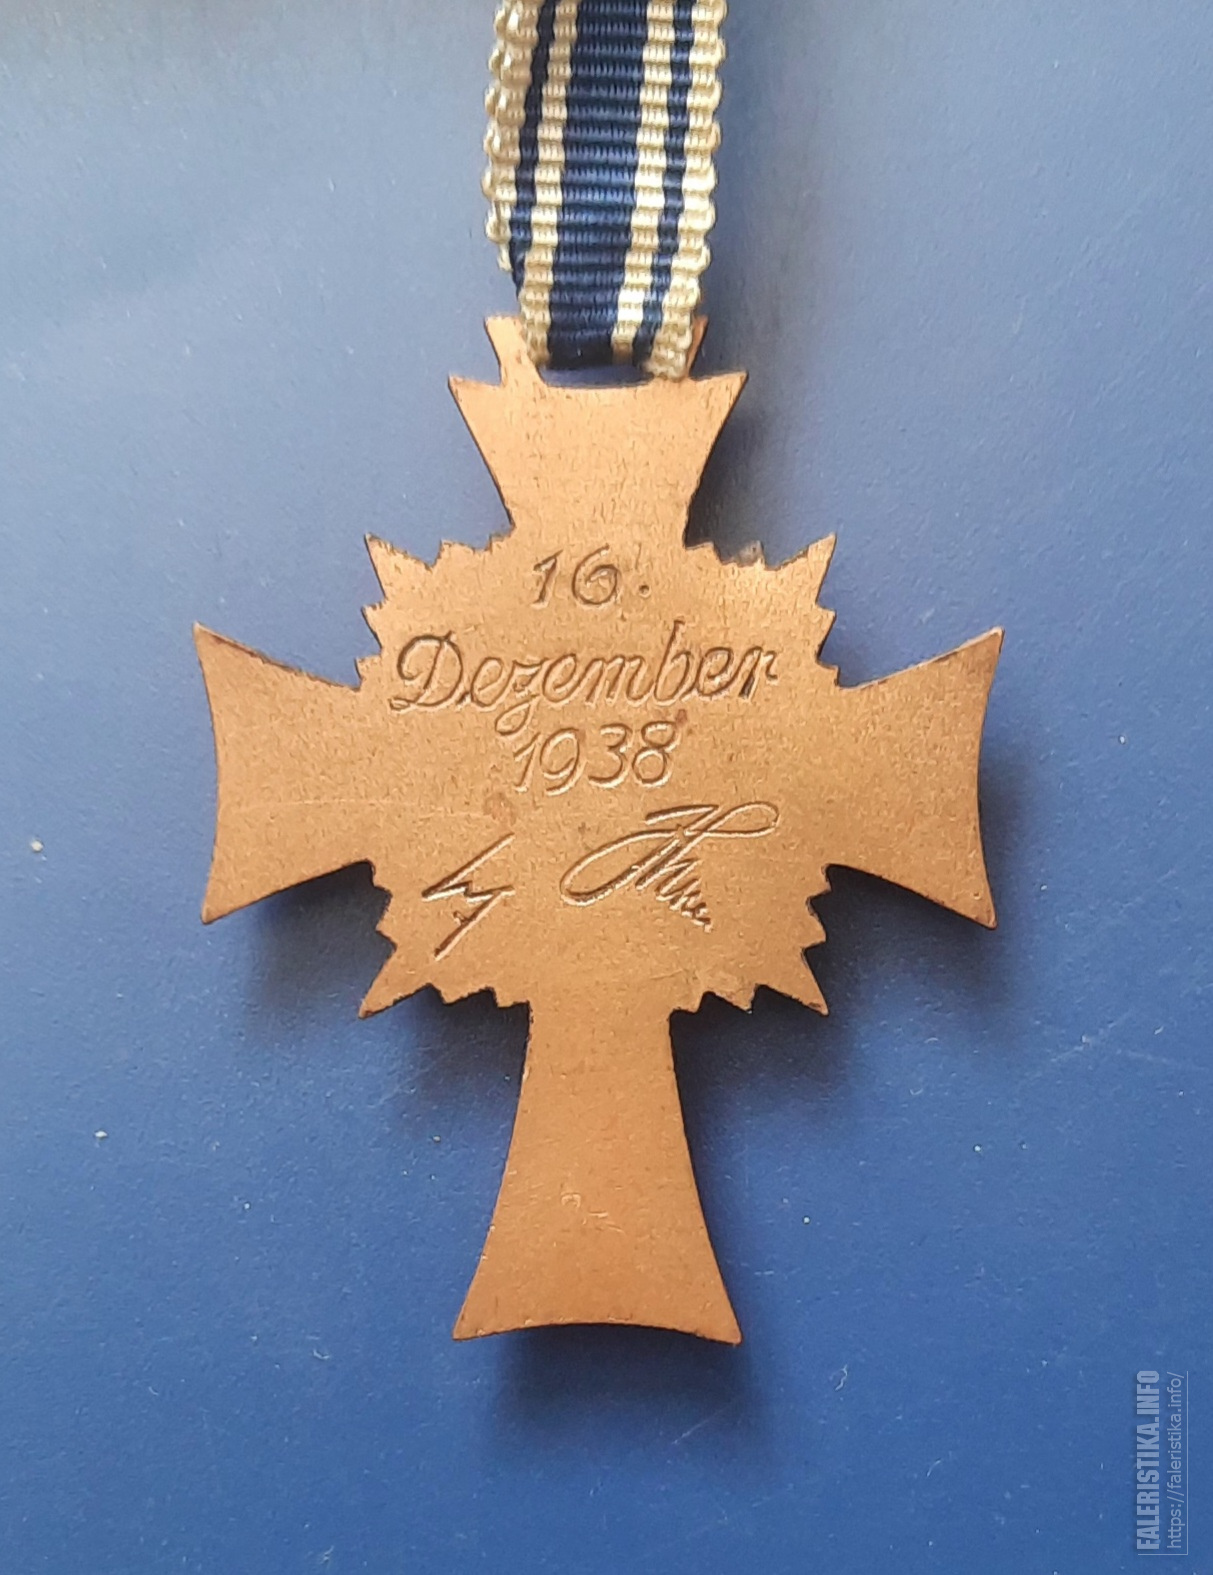 16.
Dezember
1938
FALERISTIKA.INFO
https://faleristika.info/